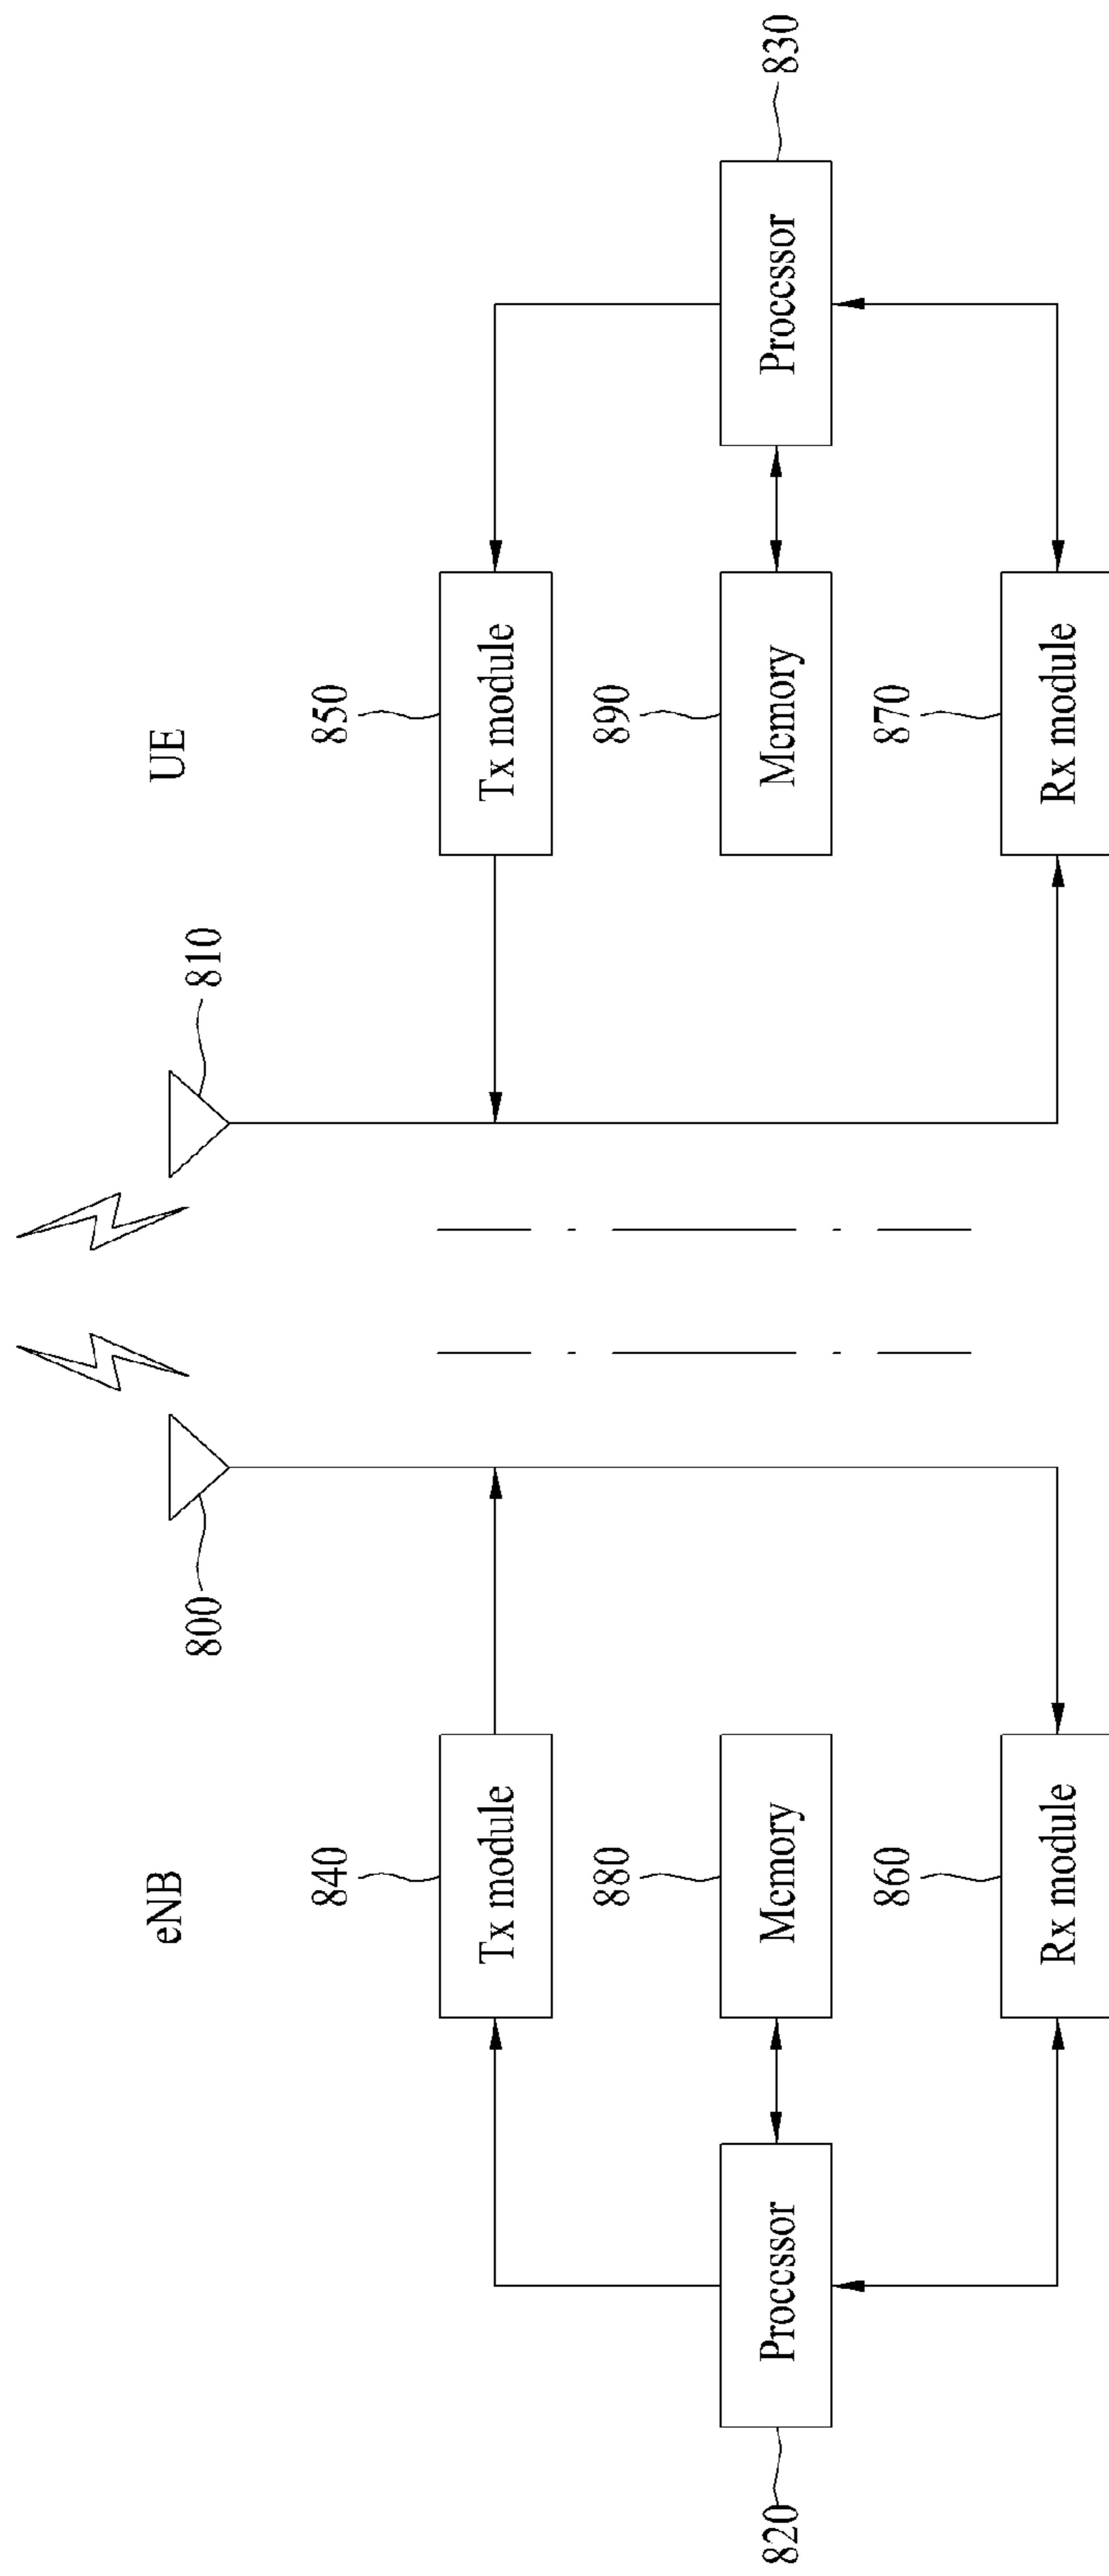 eNB
UE
800
810
840
Tx module
850
Tx module
820
Processor
880
Memory
890
Memory
Processor
830
860
Rx module
870
Rx module